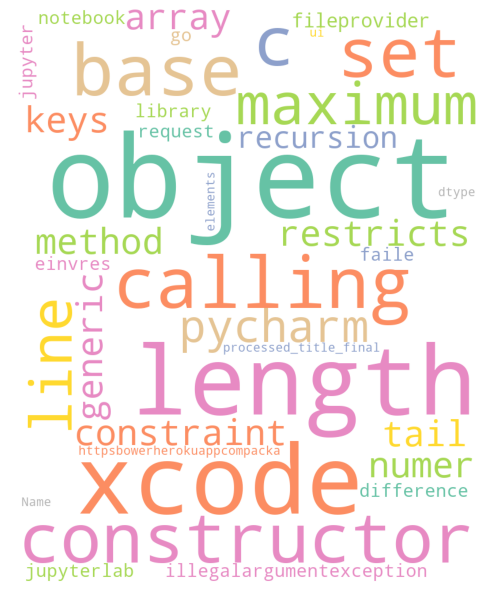 notebook
array
fileprovider
jupyter
go
c
ui
set
base
maximum
keys
library
request
recursion
object
elements
dtype
method
restricts
faile
einvres
calling
generic
line
pycharm
processed_title_final
length
constraint
tail
httpsbowerherokuappcompacka
xcode
numer
difference
Name
constructor
jupyterlab
illegalargumentexception